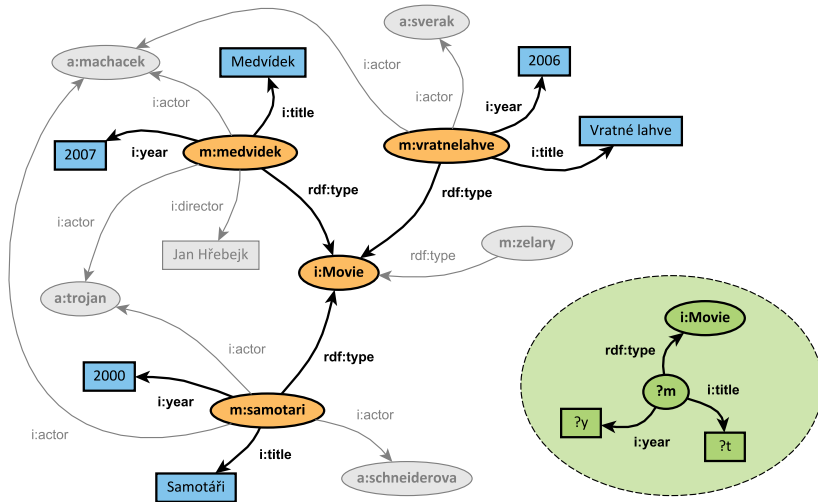 a:sverak
a:machacek
Medvídek
2006
i:actor
i:actor
i:actor
i:title
i:year
Vratné lahve
2007
i:year
m:medvidek
m:vratnelahve
i:title
rdf:type
rdf:type
i:actor
i:director
Jan Hřebejk
m:zelary
rdf:type
i:Movie
a:trojan
i:Movie
i:actor
rdf:type
rdf:type
2000
i:year
m:samotari
?m
i:title
i:actor
?y
i:year
?t
i:actor
i:title
Samotáři
a:schneiderova